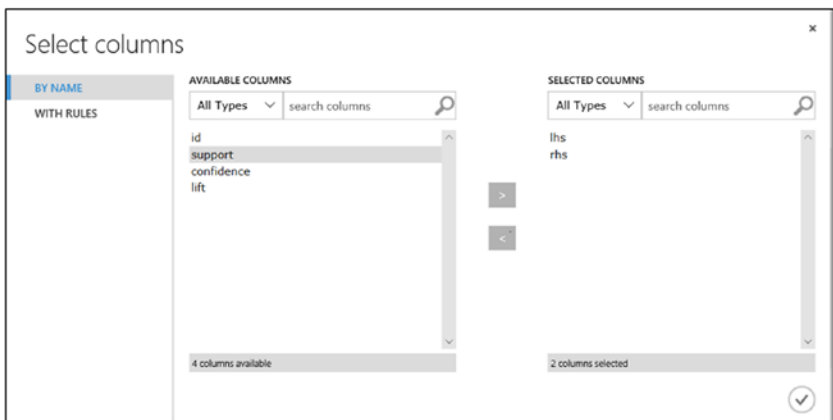 Select columns
BY NAME
WITH RULES
AVAILABLE COLUMNS
All Types search columns
id
support
confidence
lift
4 columns available
>
<
SELECTED COLUMNS
All Types search columns
lhs
rhs
2 columns selected